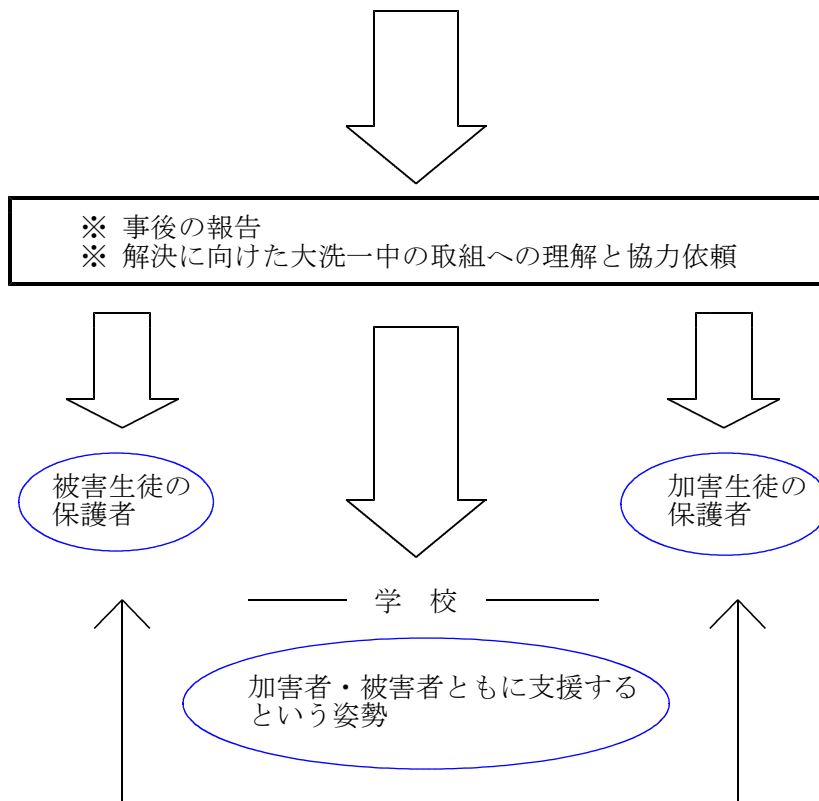 ※ 事後の報告
※ 解決に向けた大洗一中の取組への理解と協力依頼
被害生徒の
保護者
加害生徒の
保護者
学 校
加害者・被害者ともに支援する
という姿勢